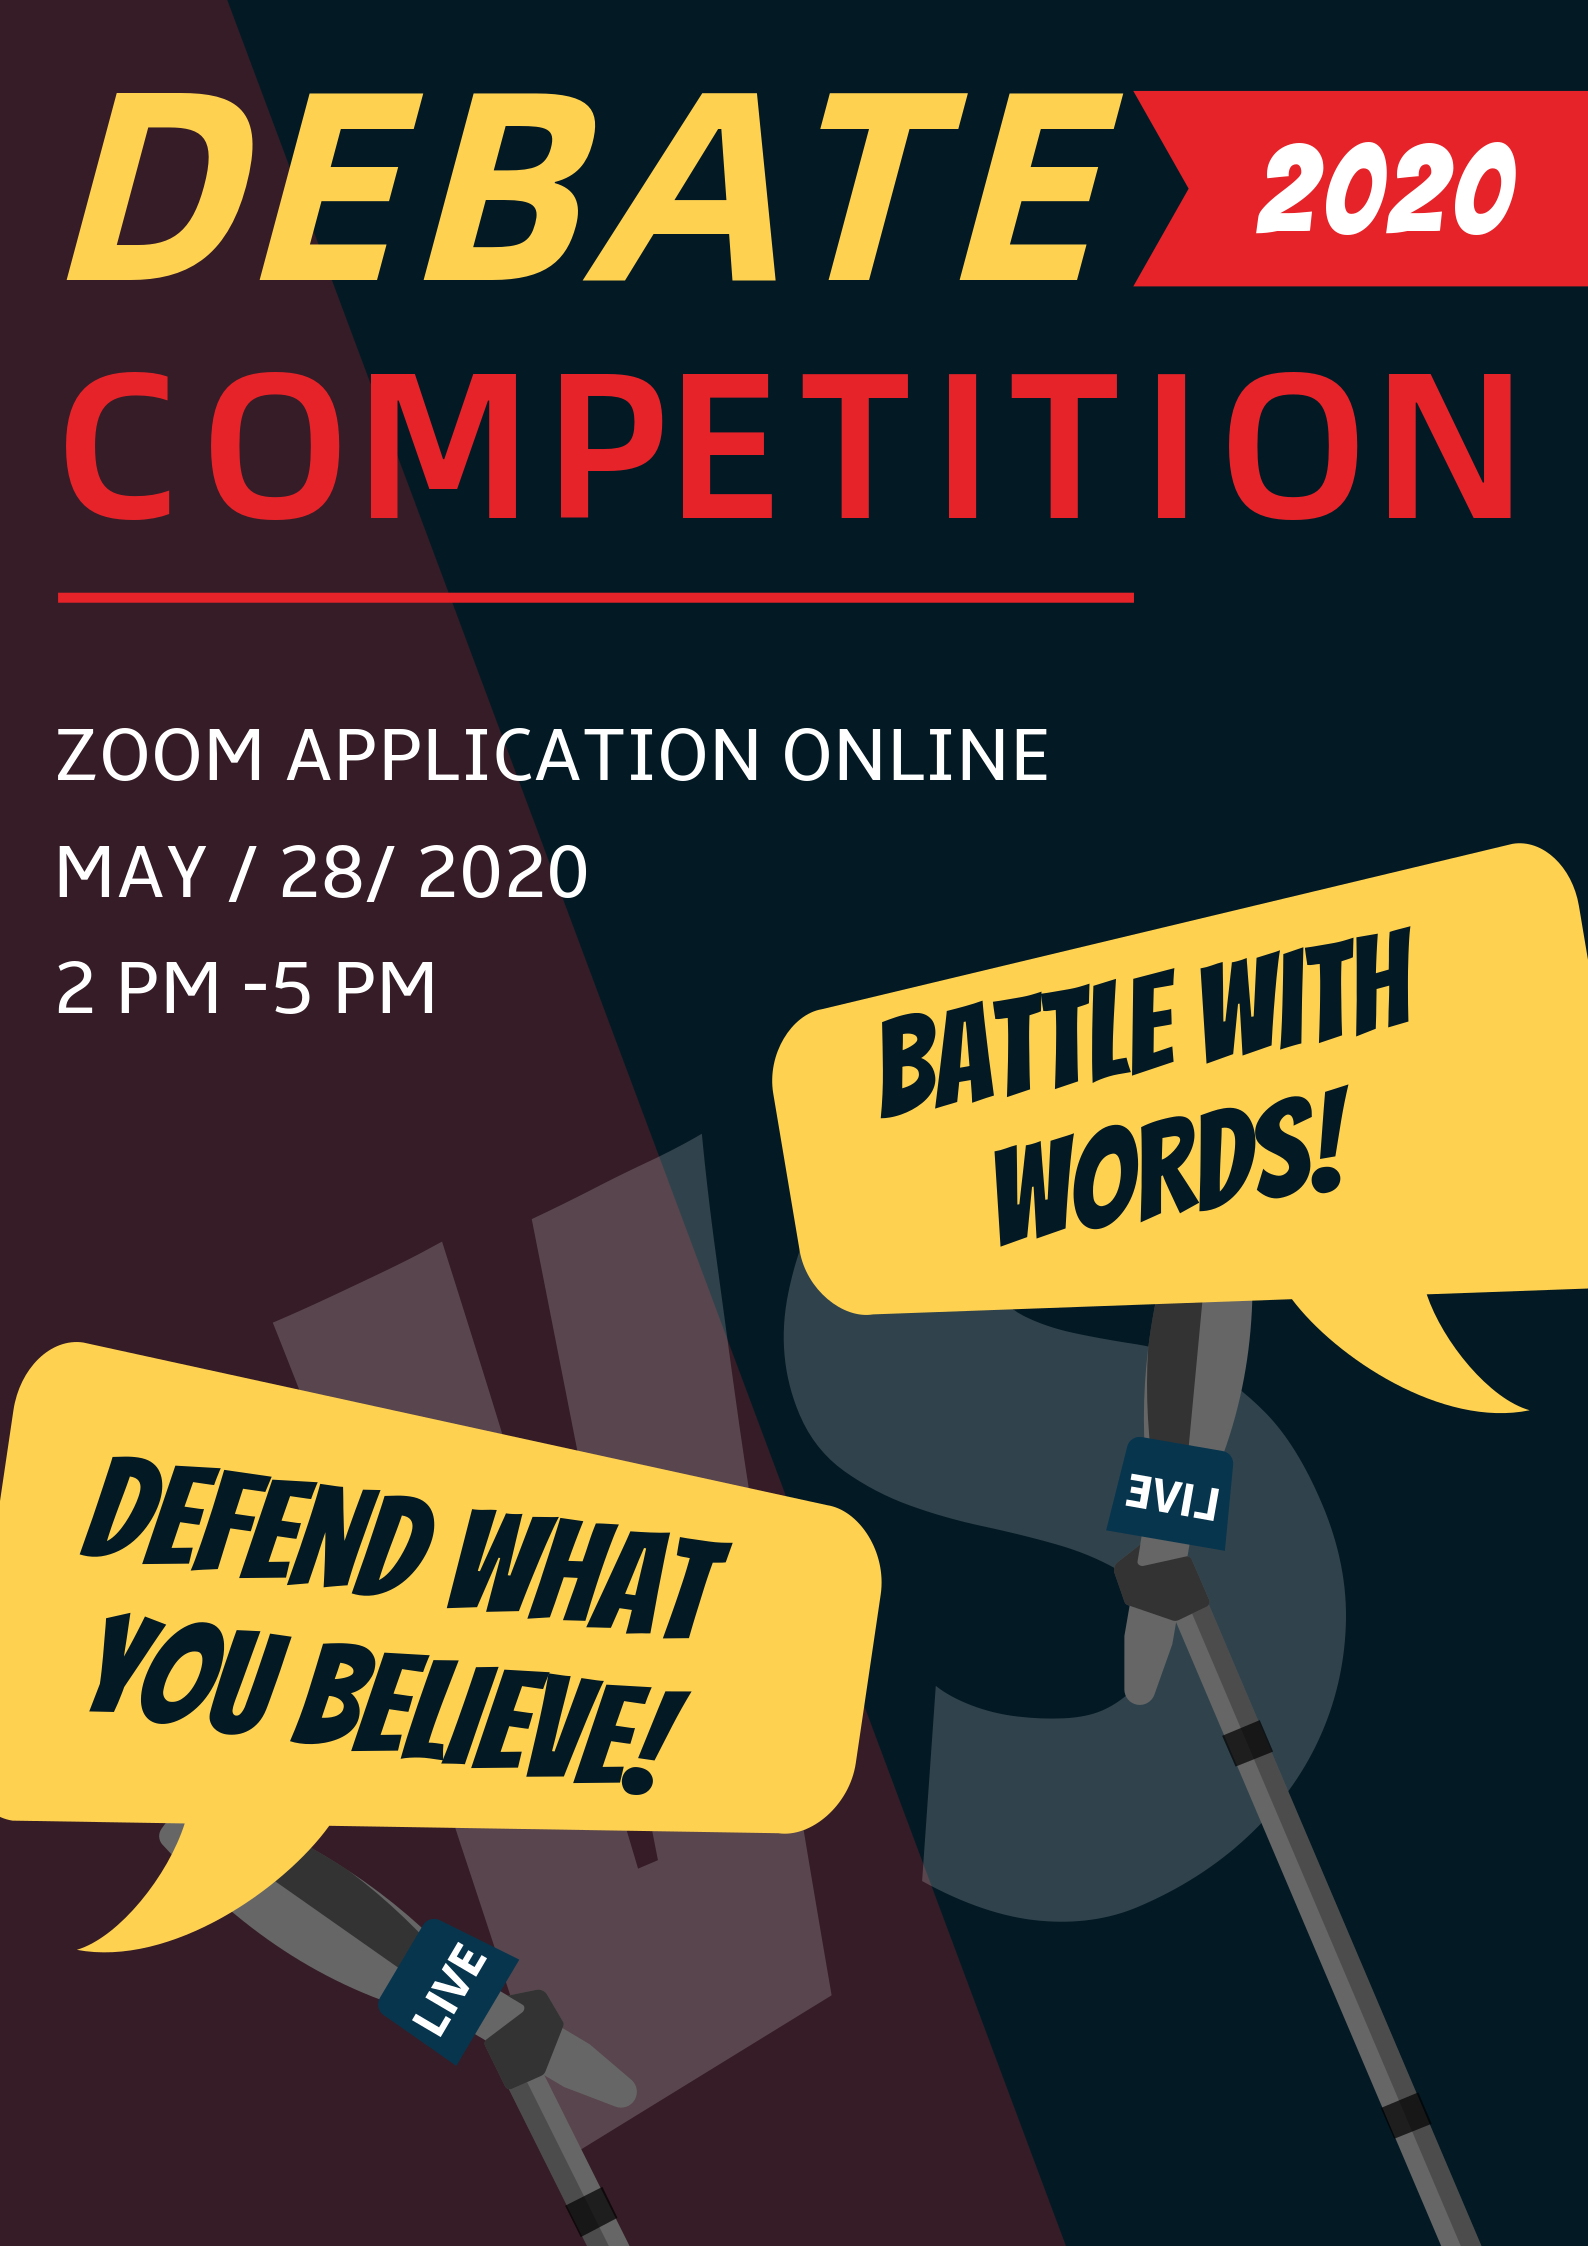 DEBATE
2020
COMPETITION
ZOOM APPLICATION ONLINE
MAY / 28/ 2020
2 PM -5 PM
BATTLE WITH
WORDS!
VS
DEFEND WHAT
YOU BELIEVE!
LIVE
LIVE